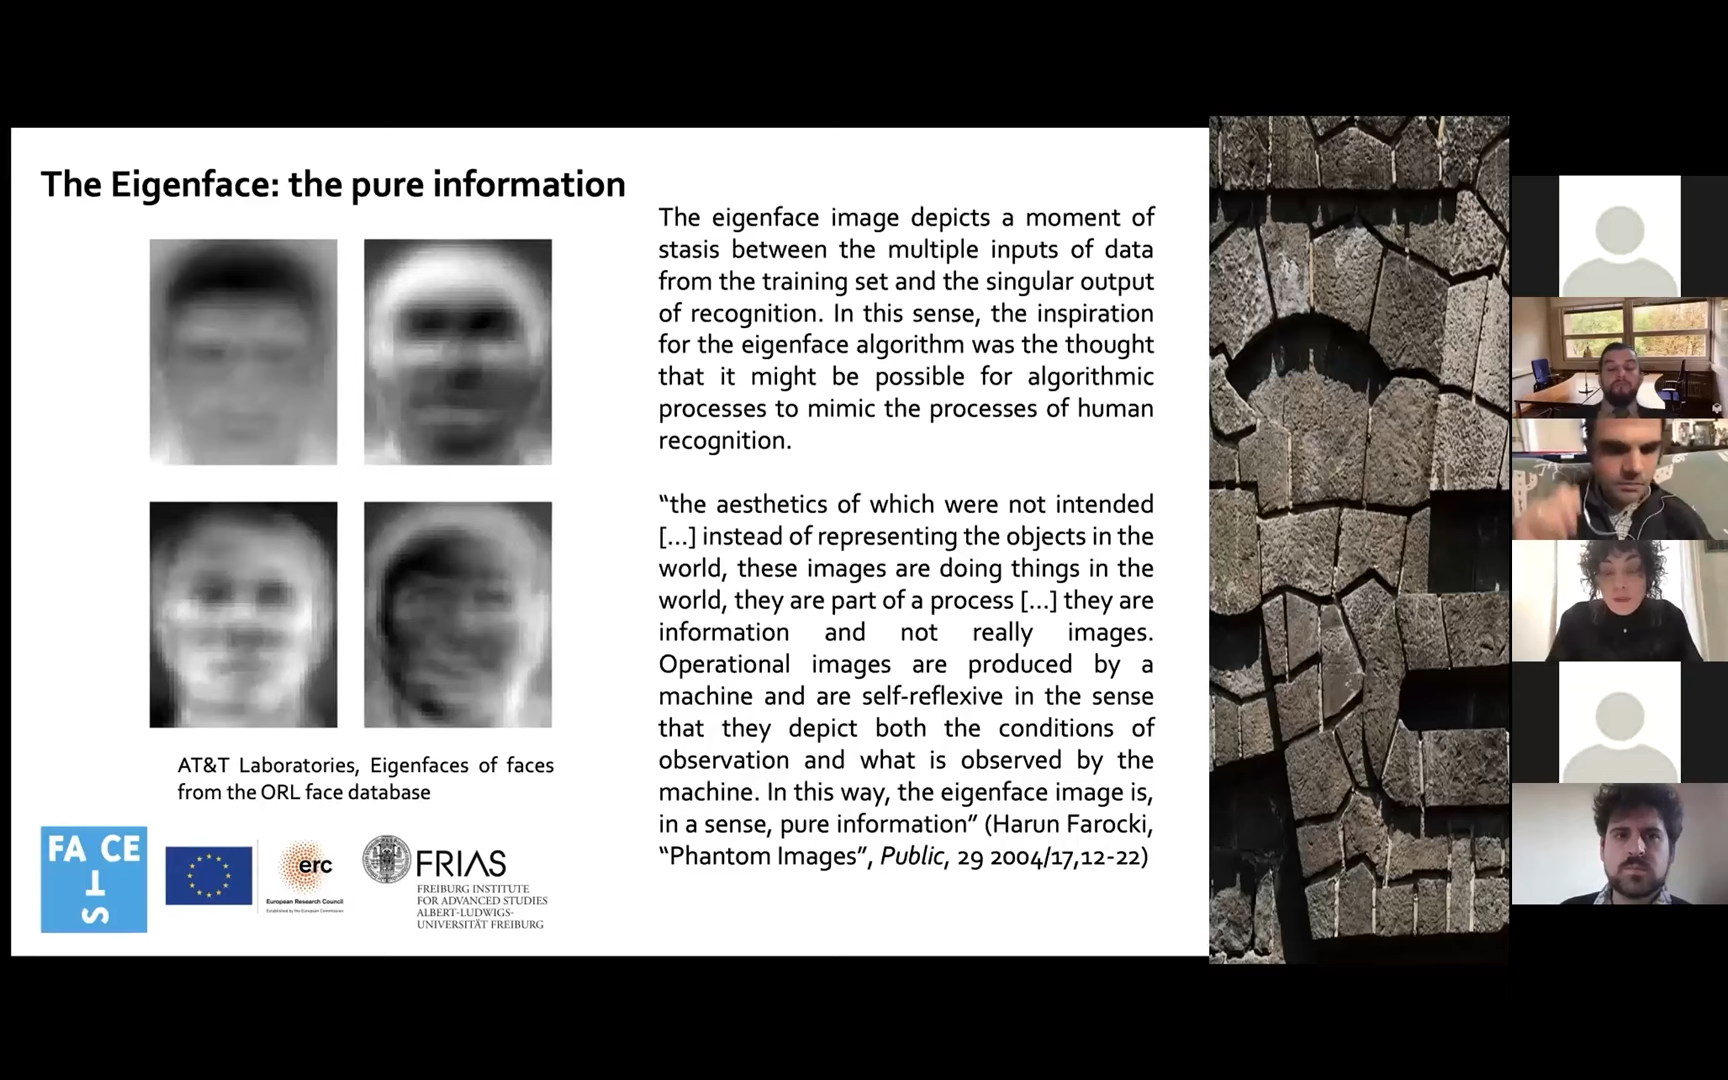 The Eigenface: the pure information
The eigenface image depicts a moment of
stasis between the multiple inputs of data
from the training set and the singular output
of recognition. In this sense, the inspiration
for the eigenface algorithm was the thought
that it might be possible for algorithmic
processes to mimic the processes of human
recognition.
“the aesthetics of which were not intended
[...] instead of representing the objects in the
world, these images are doing things in the
world, they are part of a process [...] they are
information and not really images.
Operational images are produced by a
machine and are self-reflexive in the sense
that they depict both the conditions of
observation and what is observed by the
machine. In this way, the eigenface image is,
in a sense, pure information” (Harun Farocki,
“Phantom Images”, Public, 29 2004/17,12-22)
AT&T Laboratories, Eigenfaces of faces
from the ORL face database
FA CE
T
S
erc
European Research Council
Established by the European Commission
FRIAS
FREIBURG INSTITUTE
FOR ADVANCED STUDIES
ALBERT-LUDWIGS-
UNIVERSITÄT FREIBURG